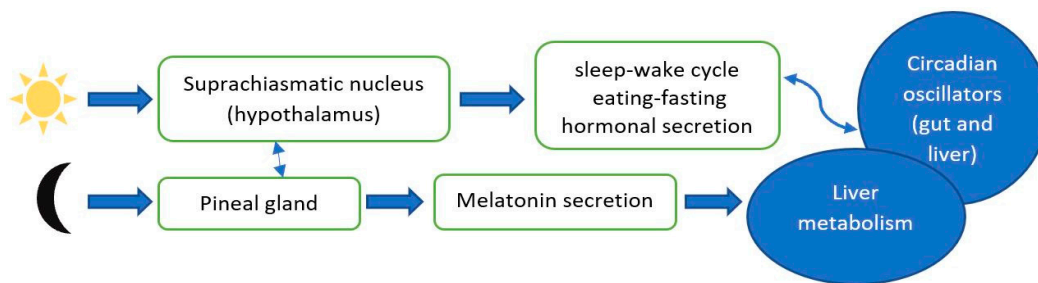 Suprachiasmatic nucleus
(hypothalamus)
sleep-wake cycle
eating-fasting
hormonal secretion
Circadian
oscillators
(gut and
liver)
Pineal gland
Melatonin secretion
Liver
metabolism